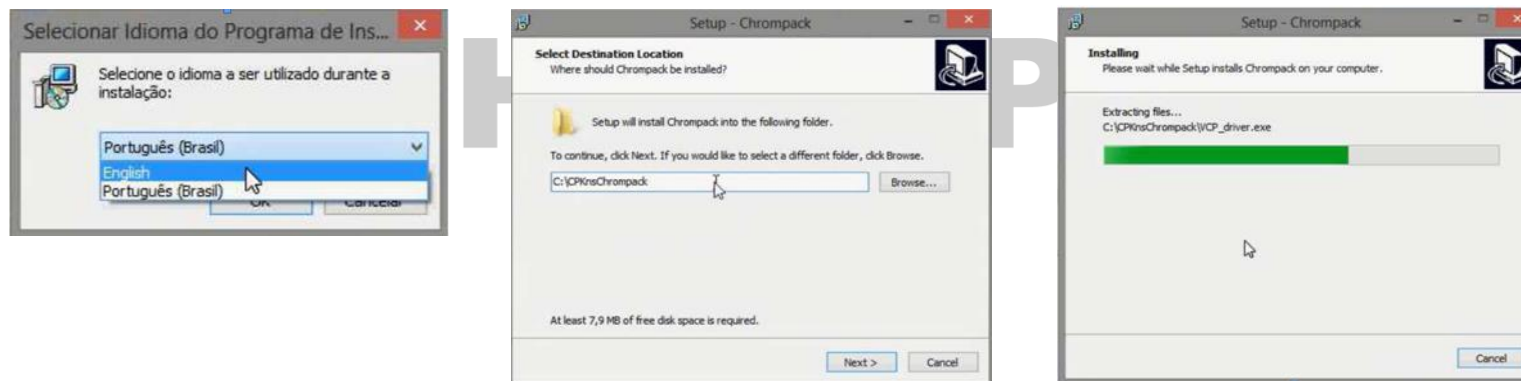 Selecionar Idioma do Programa de Ins...
Selecione o idioma a ser utilizado durante a
instalação:
Português (Brasil)
English
Português (Brasil)
OK
Cancelar
Setup - Chrompack
Select Destination Location
Where should Chrompack be installed?
Setup will install Chrompack into the following folder.
To continue, click Next. If you would like to select a different folder, click Browse.
C:\CPKnsChrompack
Browse...
At least 7,9 MB of free disk space is required.
Next >
Cancel
Setup - Chrompack
Installing
Please wait while Setup installs Chrompack on your computer.
Extracting files...
C:\CPKnsChrompack\VCP_driver.exe
Cancel